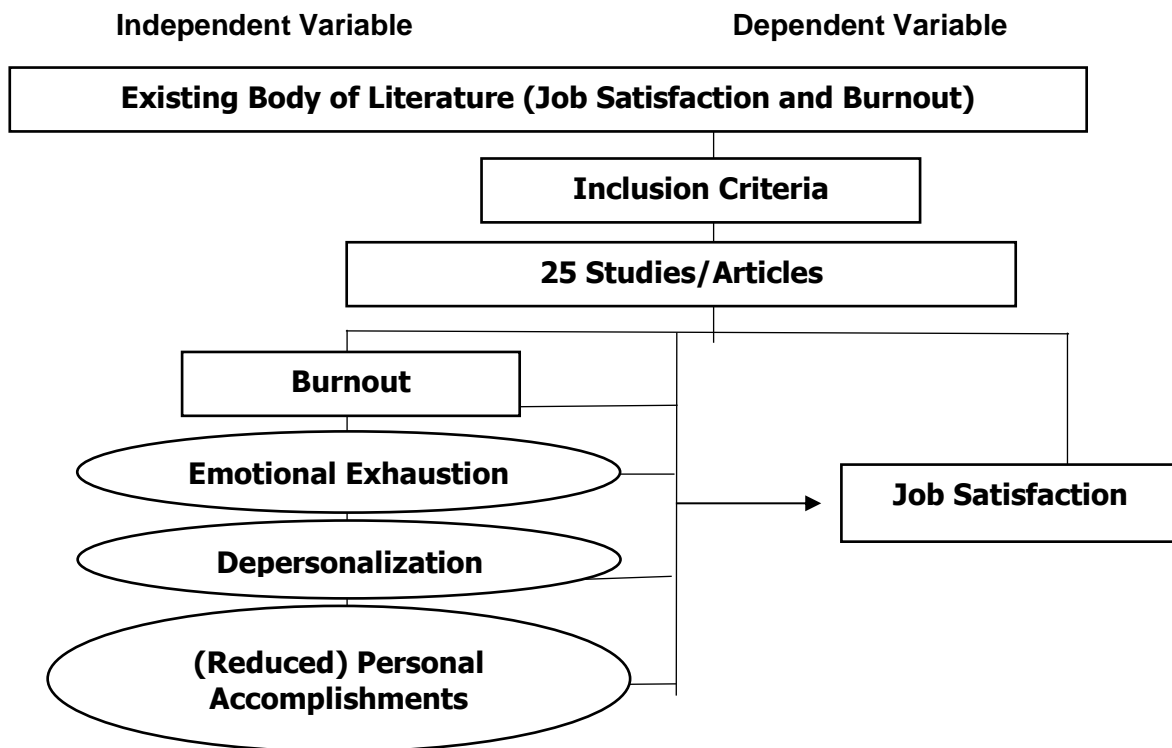 Independent Variable
Dependent Variable
Existing Body of Literature (Job Satisfaction and Burnout)
Inclusion Criteria
25 Studies/Articles
Burnout
Emotional Exhaustion
Job Satisfaction
Depersonalization
(Reduced) Personal
Accomplishments